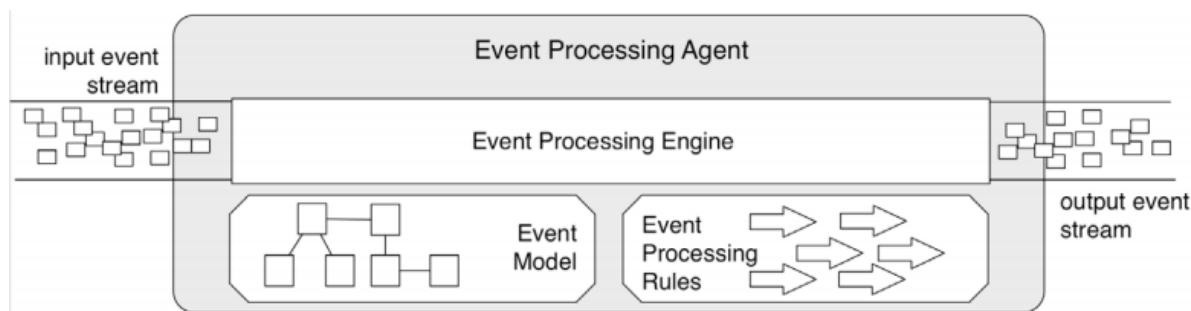 Event Processing Agent
input event
stream
Event Processing Engine
output event
stream
Event
Model
Event
Processing
Rules